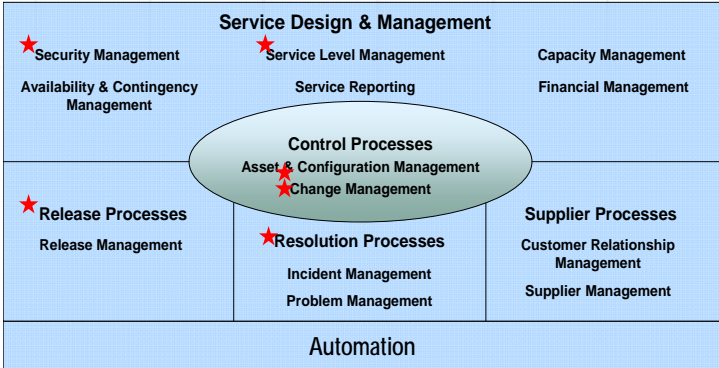 Service Design & Management
Security Management
Service Level Management
Capacity Management
Availability & Contingency
Management
Service Reporting
Financial Management
Control Processes
Asset & Configuration Management
Change Management
Release Processes
Release Management
Resolution Processes
Incident Management
Problem Management
Supplier Processes
Customer Relationship
Management
Supplier Management
Automation